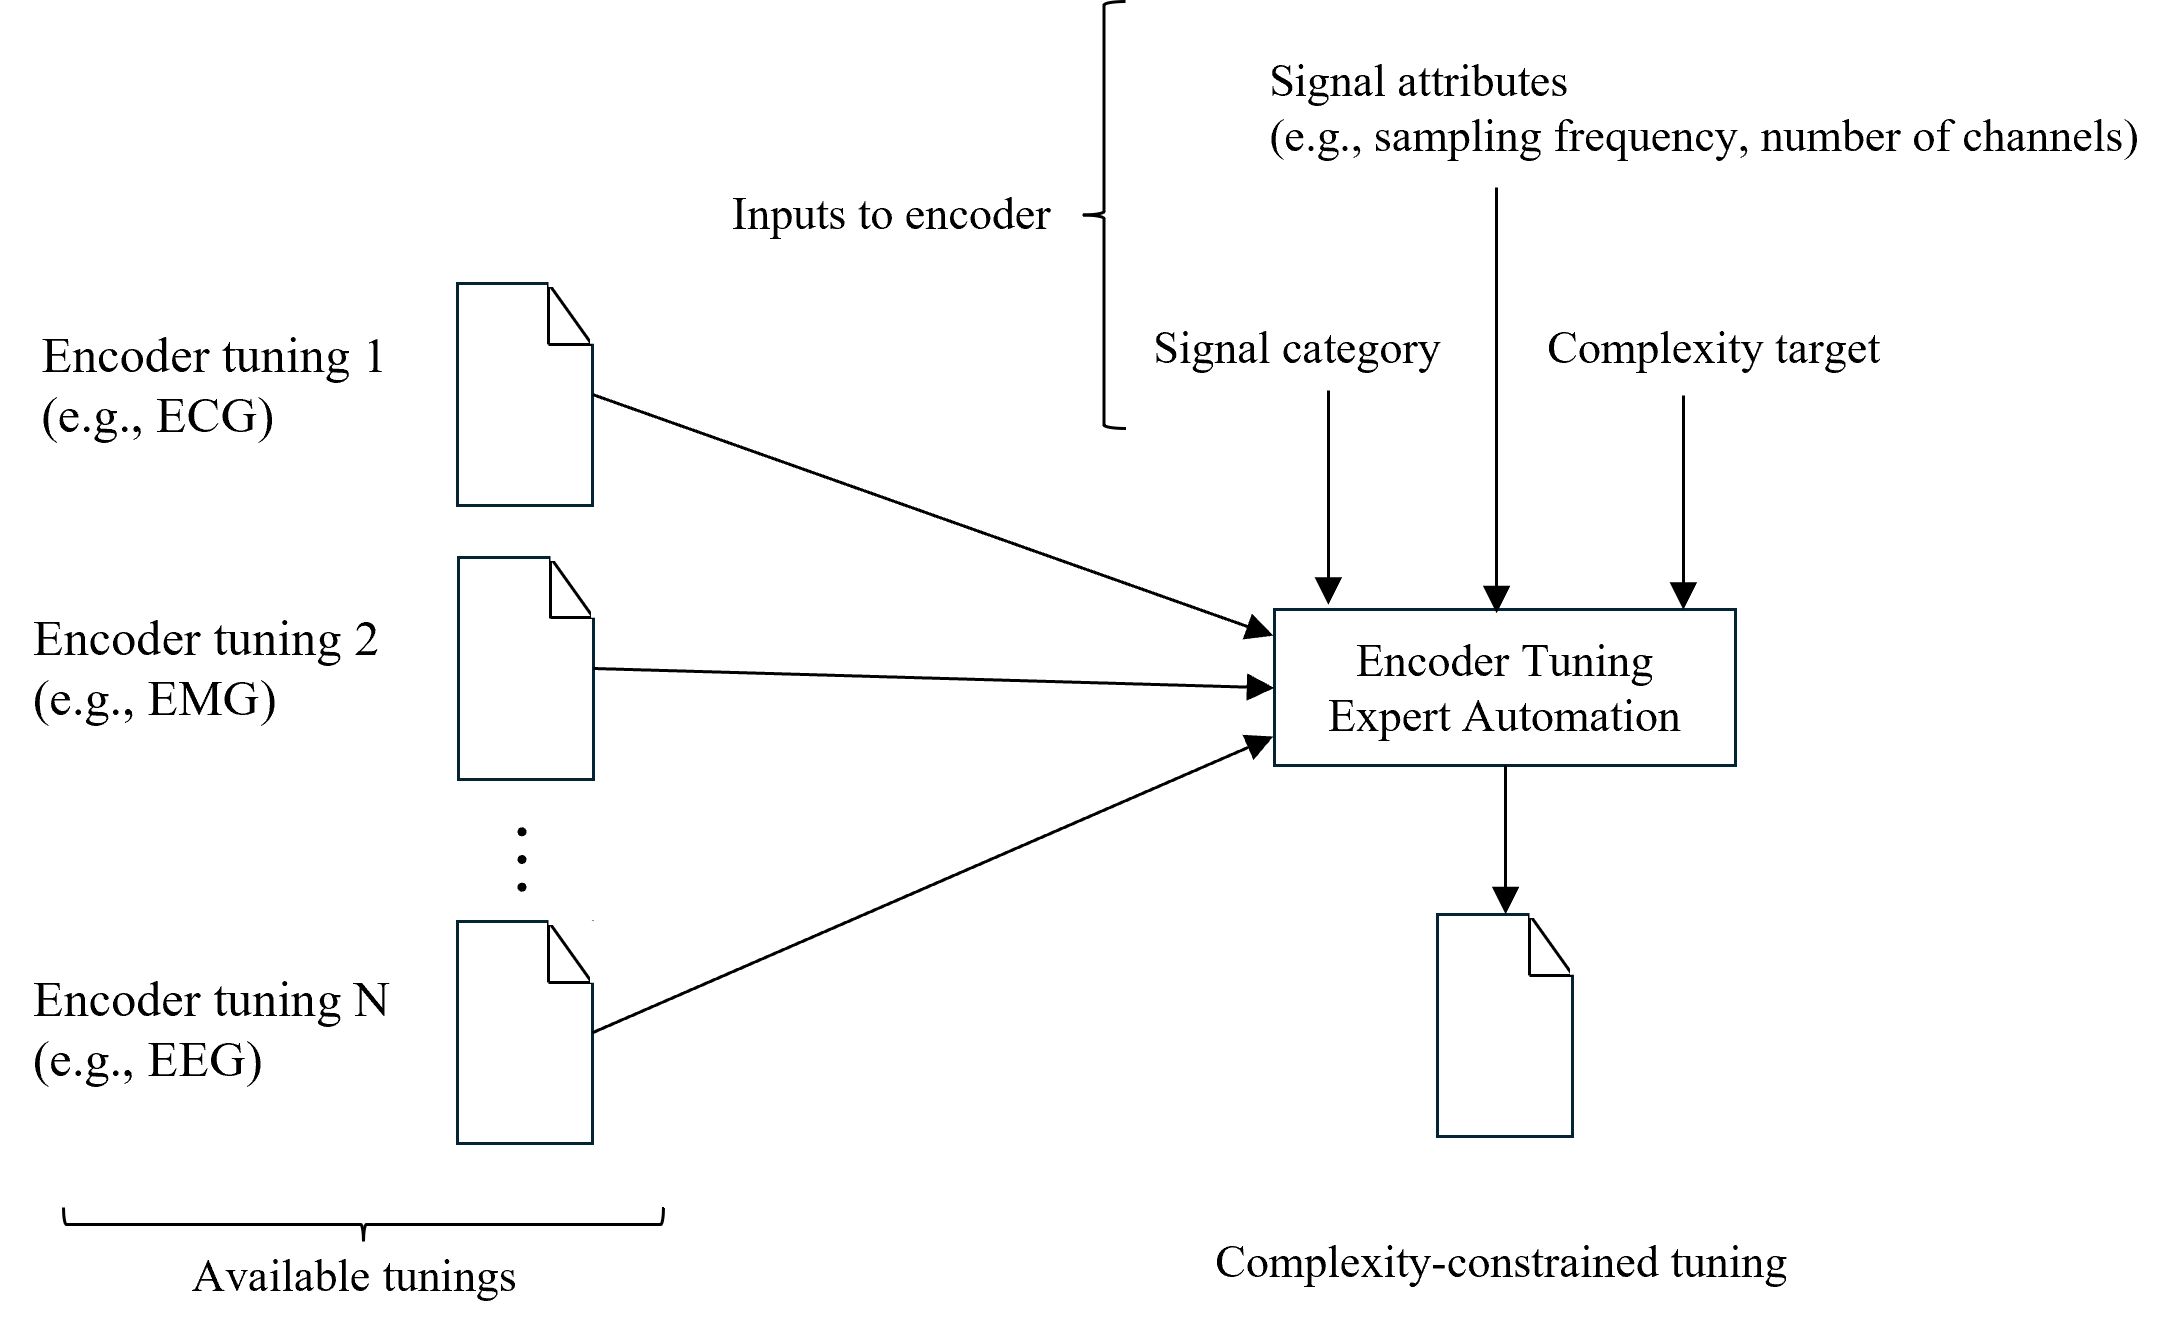 Signal attributes
(e.g., sampling frequency, number of channels)
Inputs to encoder
Signal category
Complexity target
Encoder tuning 1
(e.g., ECG)
Encoder tuning 2
(e.g., EMG)
Encoder Tuning
Expert Automation
Encoder tuning N
(e.g., EEG)
Available tunings
Complexity-constrained tuning